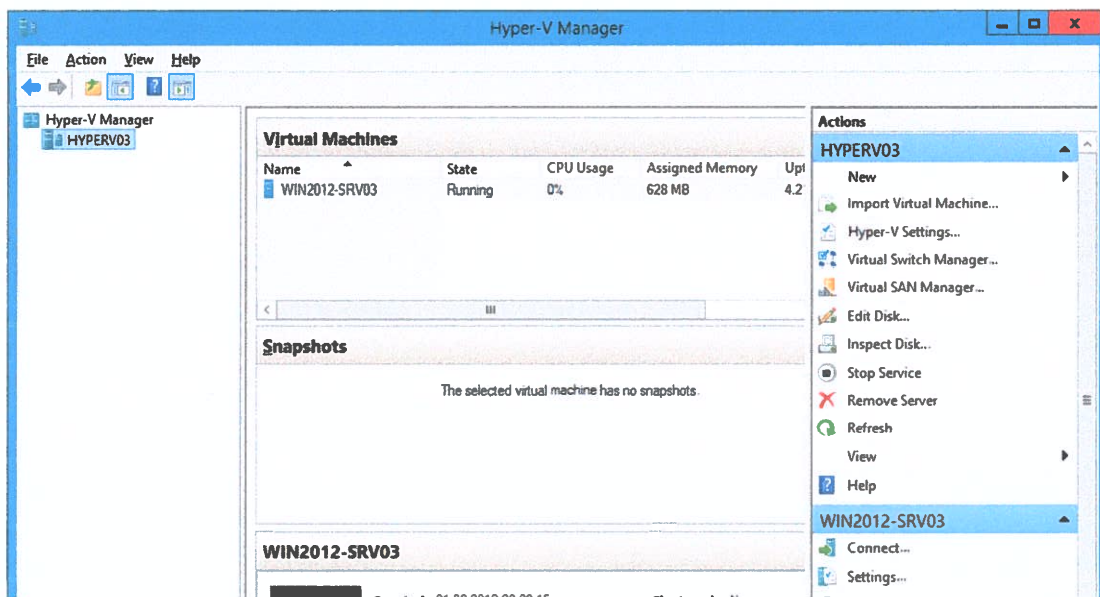 Hyper-V Manager
File Action View Help
Hyper-V Manager
HYPERV03
Virtual Machines
Name State CPU Usage Assigned Memory Upt
WIN2012-SRV03 Running 0% 628 MB 4.2
Snapshots
The selected virtual machine has no snapshots.
WIN2012-SRV03
Actions
HYPERV03
New
Import Virtual Machine...
Hyper-V Settings...
Virtual Switch Manager...
Virtual SAN Manager...
Edit Disk...
Inspect Disk...
Stop Service
Remove Server
Refresh
View
Help
WIN2012-SRV03
Connect...
Settings...